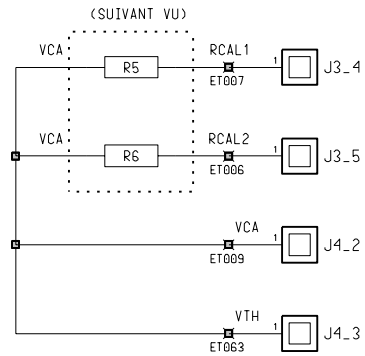 (SUIVANT VU)
VCA R5 RCAL1 ET007 1 J3_4
VCA R6 RCAL2 ET006 1 J3_5
VCA ET009 1 J4_2
VTH ET063 1 J4_3